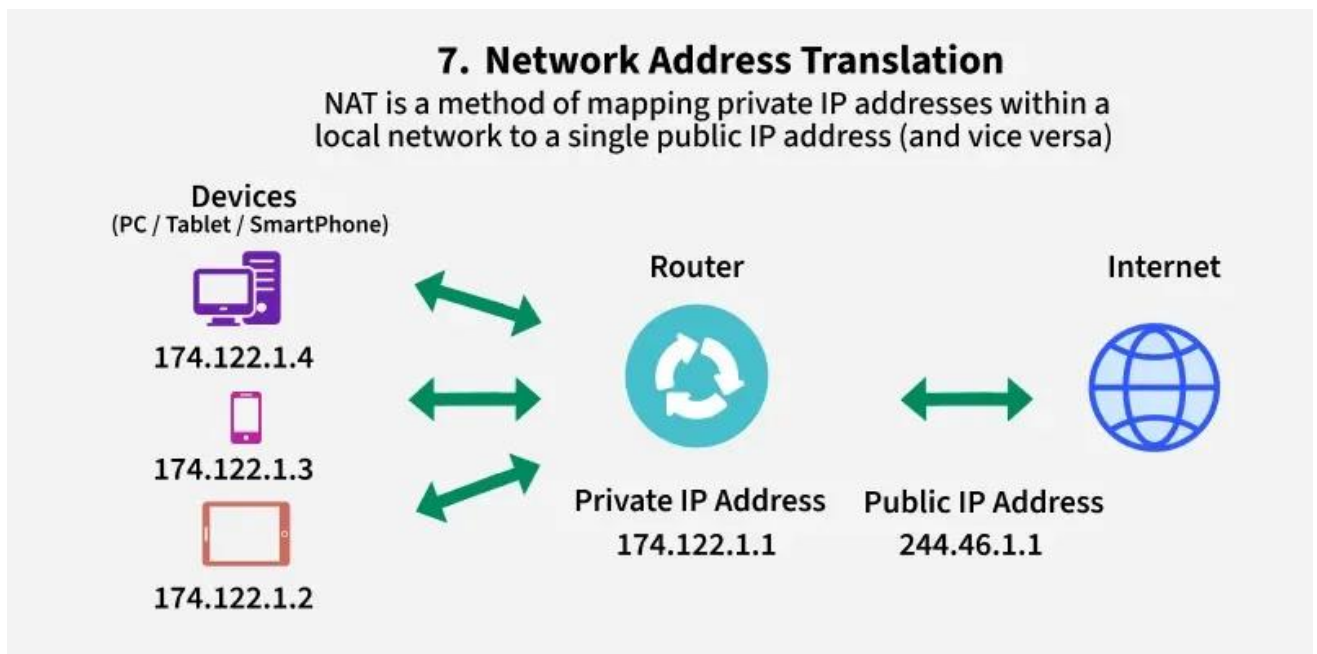 7. Network Address Translation
NAT is a method of mapping private IP addresses within a
local network to a single public IP address (and vice versa)
Devices
(PC / Tablet / SmartPhone)
174.122.1.4
174.122.1.3
174.122.1.2
Router
Private IP Address
174.122.1.1
Public IP Address
244.46.1.1
Internet